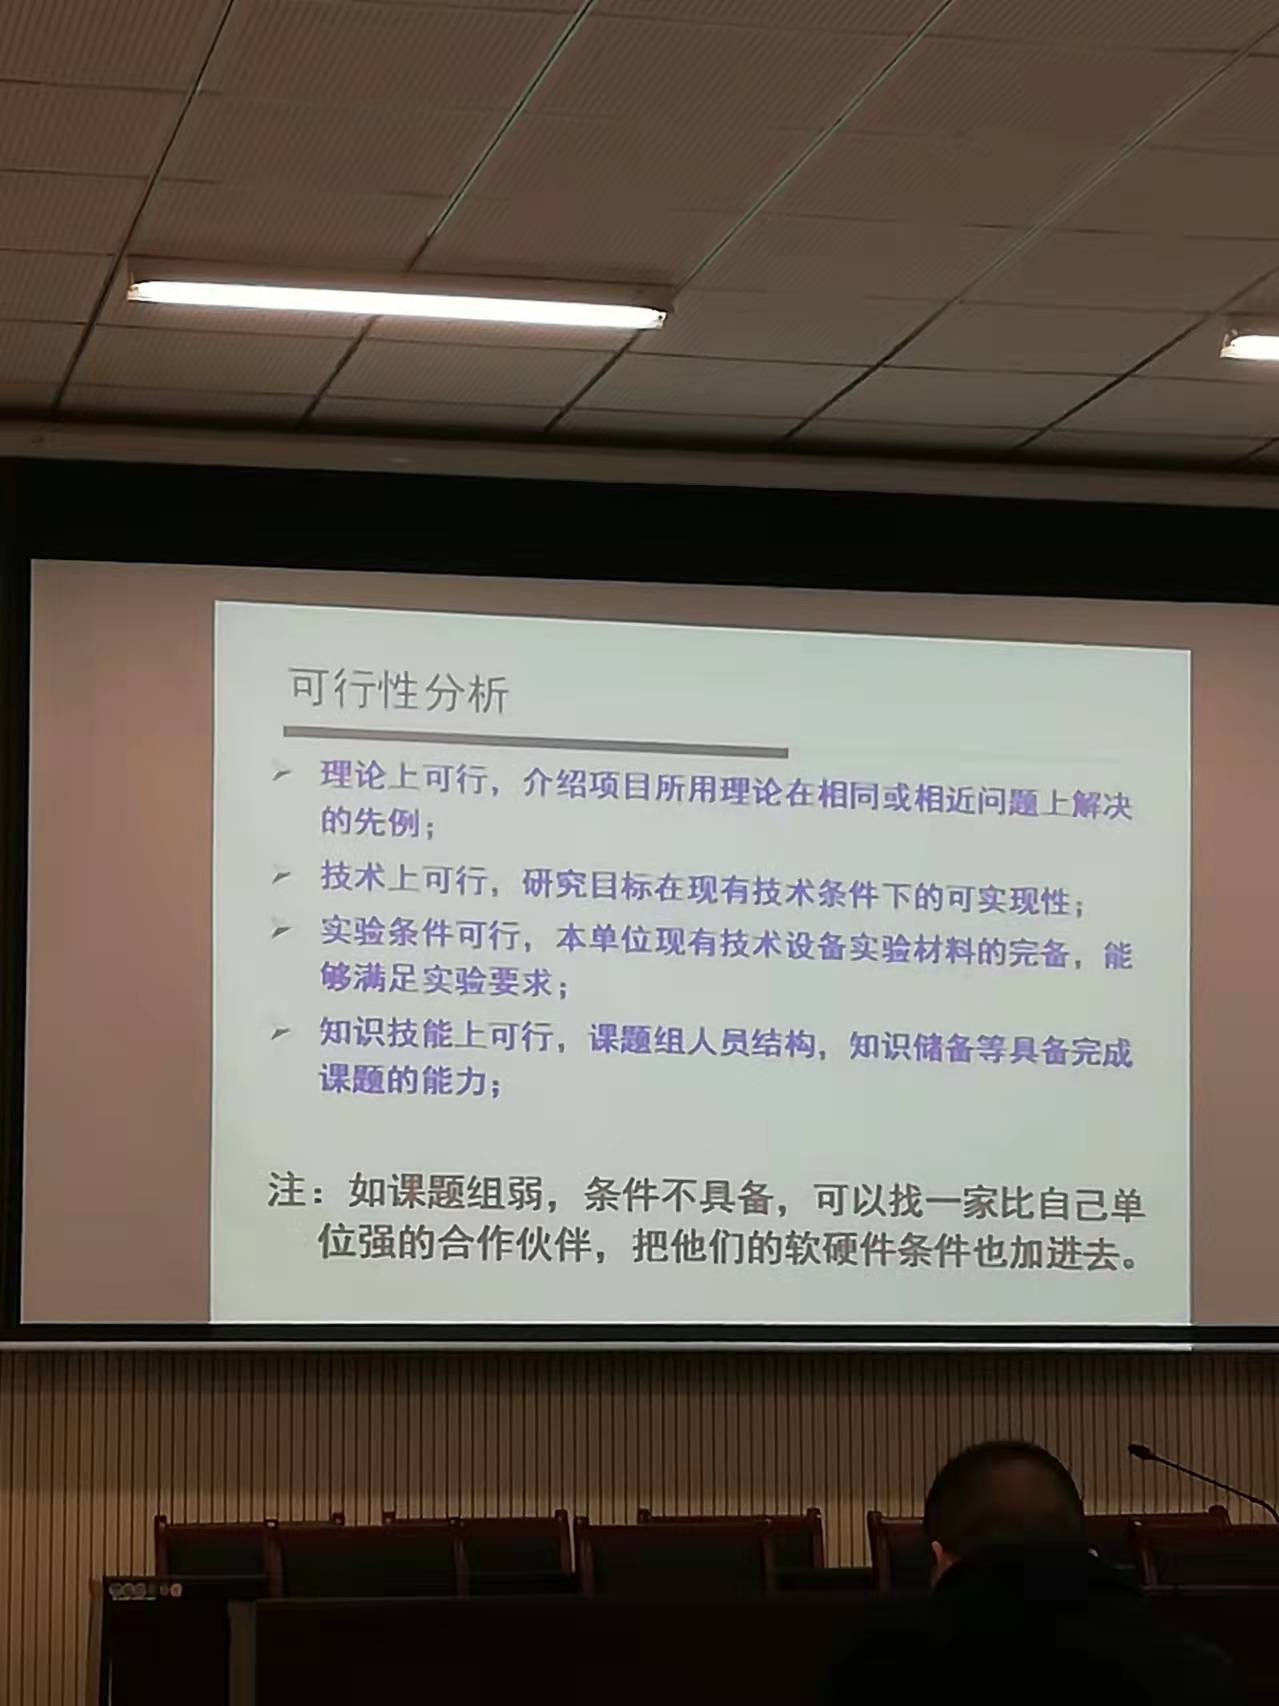 可行性分析
➢ 理论上可行，介绍项目所用理论在相同或相近问题上解决
的先例；
➢ 技术上可行，研究目标在现有技术条件下的可实现性；
➢ 实验条件可行，本单位现有技术设备实验材料的完备，能
够满足实验要求；
➢ 知识技能上可行，课题组人员结构，知识储备等具备完成
课题的能力；
注：如课题组弱，条件不具备，可以找一家比自己单
位强的合作伙伴，把他们的软硬件条件也加进去。